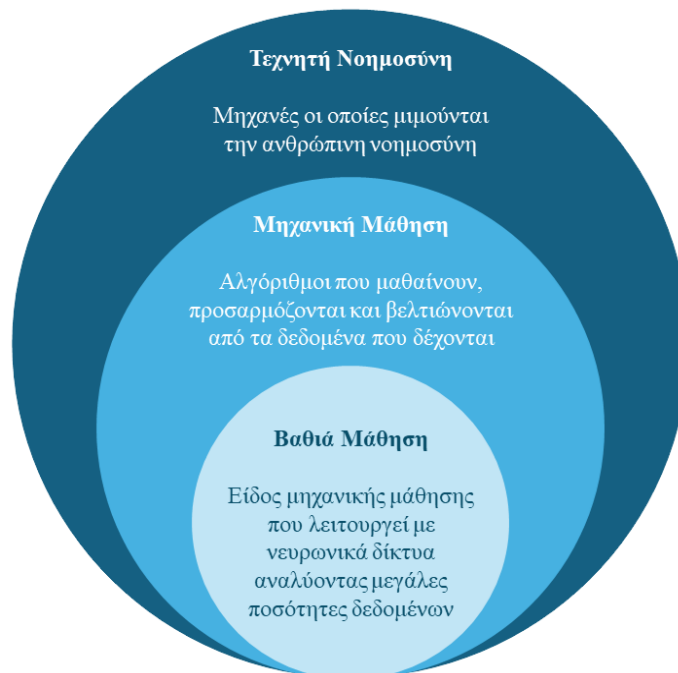 Τεχνητή Νοημοσύνη
Μηχανές οι οποίες μιμούνται
την ανθρώπινη νοημοσύνη
Μηχανική Μάθηση
Αλγόριθμοι που μαθαίνουν,
προσαρμόζονται και βελτιώνονται
από τα δεδομένα που δέχονται
Βαθιά Μάθηση
Είδος μηχανικής μάθησης
που λειτουργεί με
νευρωνικά δίκτυα
αναλύοντας μεγάλες
ποσότητες δεδομένων